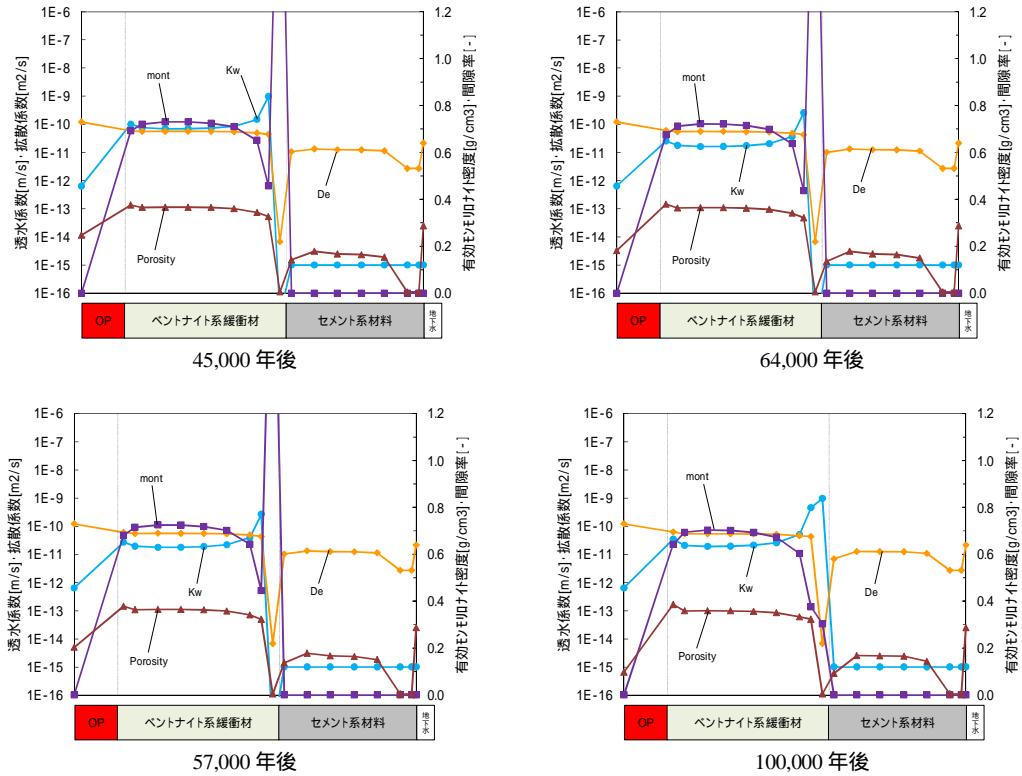 1E-6
1E-7
1E-8
1E-9
1E-10
1E-11
1E-12
1E-13
1E-14
1E-15
1E-16
透水係数[m/s]･拡散係数[m2/s]
1.2
1.0
0.8
0.6
0.4
0.2
0.0
有効モンモリロナイト密度[g/cm3]･間隙率[-]
mont
Kw
De
Porosity
OP
ベントナイト系緩衝材
セメント系材料
地下水
45,000 年後
1E-6
1E-7
1E-8
1E-9
1E-10
1E-11
1E-12
1E-13
1E-14
1E-15
1E-16
透水係数[m/s]･拡散係数[m2/s]
1.2
1.0
0.8
0.6
0.4
0.2
0.0
有効モンモリロナイト密度[g/cm3]･間隙率[-]
mont
Kw
De
Porosity
OP
ベントナイト系緩衝材
セメント系材料
地下水
64,000 年後
1E-6
1E-7
1E-8
1E-9
1E-10
1E-11
1E-12
1E-13
1E-14
1E-15
1E-16
透水係数[m/s]･拡散係数[m2/s]
1.2
1.0
0.8
0.6
0.4
0.2
0.0
有効モンモリロナイト密度[g/cm3]･間隙率[-]
mont
Kw
De
Porosity
OP
ベントナイト系緩衝材
セメント系材料
地下水
57,000 年後
1E-6
1E-7
1E-8
1E-9
1E-10
1E-11
1E-12
1E-13
1E-14
1E-15
1E-16
透水係数[m/s]･拡散係数[m2/s]
1.2
1.0
0.8
0.6
0.4
0.2
0.0
有効モンモリロナイト密度[g/cm3]･間隙率[-]
mont
Kw
De
Porosity
OP
ベントナイト系緩衝材
セメント系材料
地下水
100,000 年後